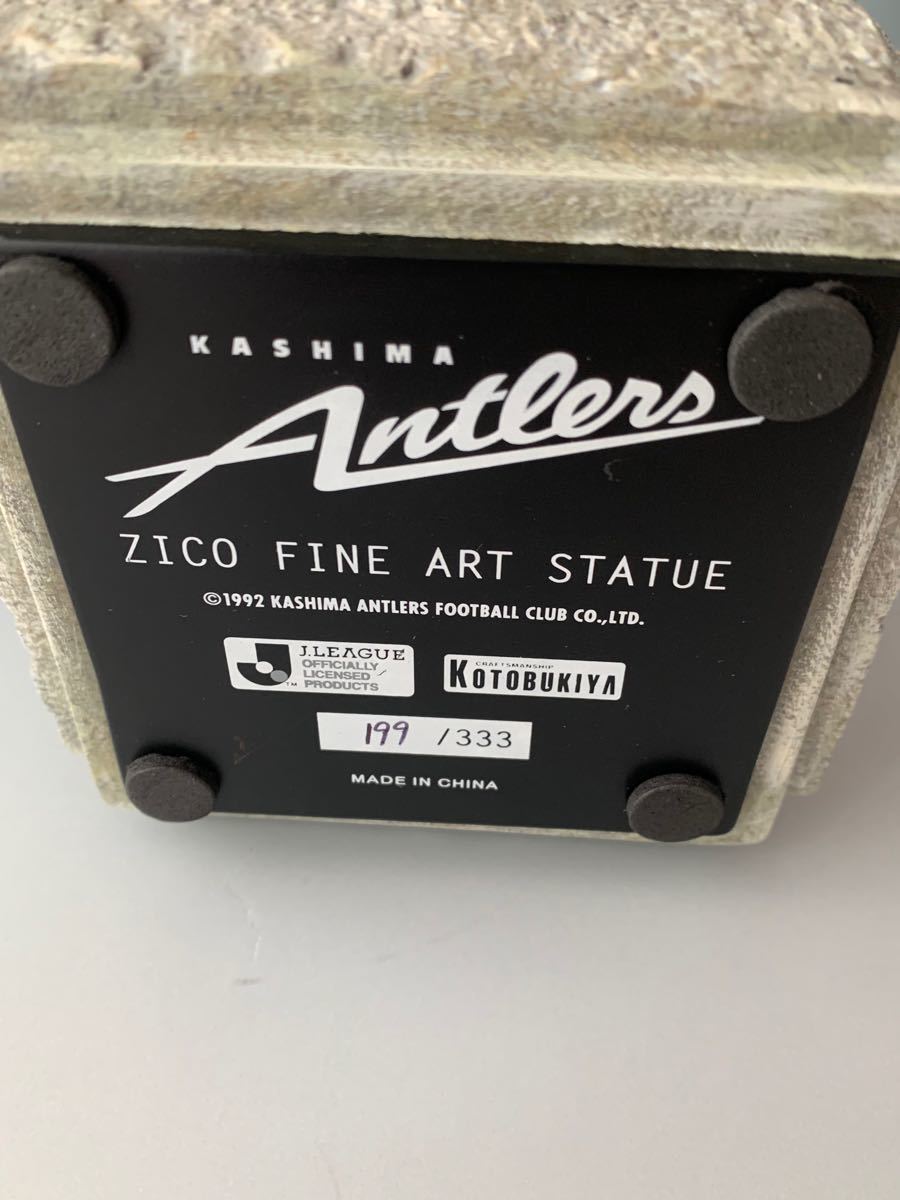 KASHIMA
Antlers
ZICO FINE ART STATUE
©1992 KASHIMA ANTLERS FOOTBALL CLUB CO.,LTD.
J.LEAGUE
OFFICIALLY
LICENSED
TM PRODUCTS
CRAFTSMANSHIP
KOTOBUKIYA
199 /333
MADE IN CHINA